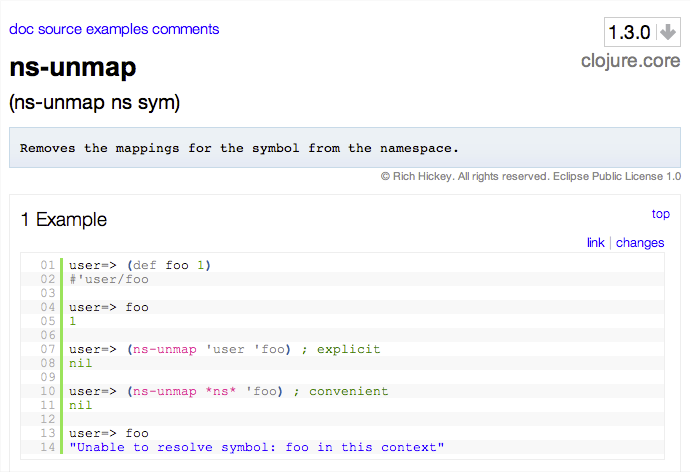 doc source examples comments
1.3.0
ns-unmap
clojure.core
(ns-unmap ns sym)
Removes the mappings for the symbol from the namespace.
© Rich Hickey. All rights reserved. Eclipse Public License 1.0
1 Example
top
link | changes
01 user=> (def foo 1)
02 #'user/foo
03
04 user=> foo
05 1
06
07 user=> (ns-unmap 'user 'foo) ; explicit
08 nil
09
10 user=> (ns-unmap *ns* 'foo) ; convenient
11 nil
12
13 user=> foo
14 "Unable to resolve symbol: foo in this context"